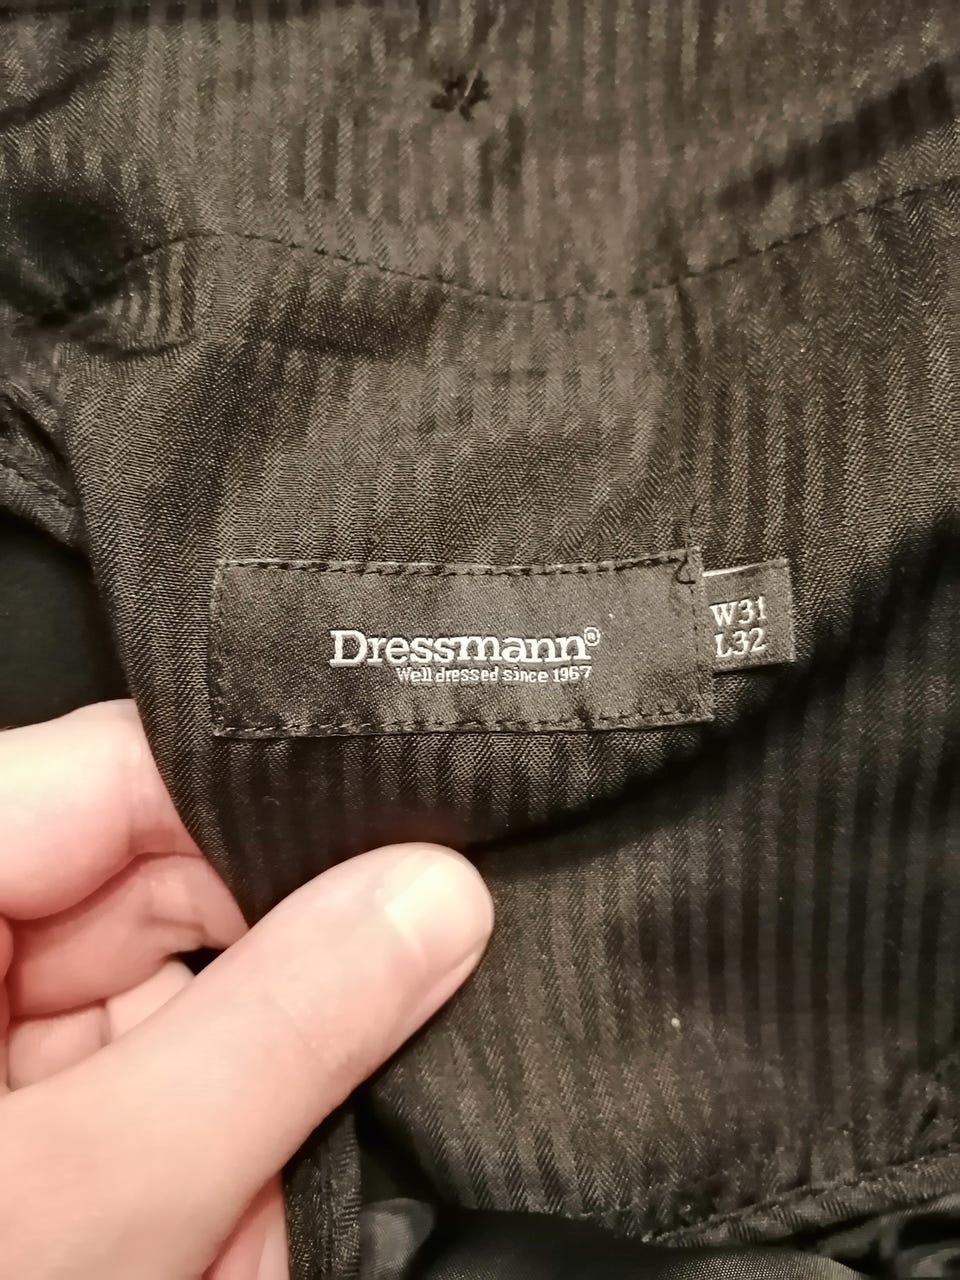 Dressmann®
Well dressed since 1967
W31
L32